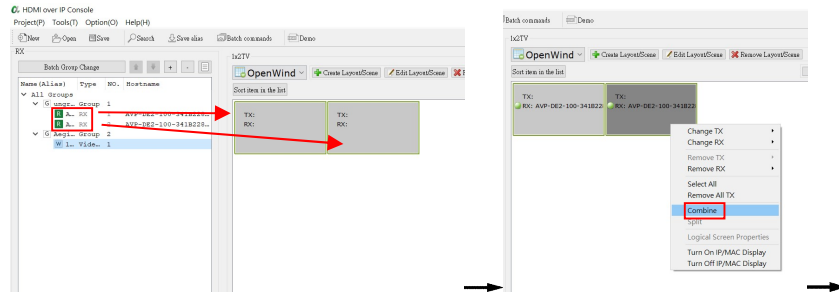 HDMI over IP Console
Project(P) Tools(T) Option(O) Help(H)
New Open Save Search Save alias Batch commands Demo
RX
Batch Group Change + -
Name(Alias) Type NO. Hostname
All Groups
G ungr… Group 1
R A… RX AVP-DE2-100-341B228…
R A… RX AVP-DE2-100-341B228…
G Aegi… Group 2
W 1… Vide… 1
1x2TV
OpenWind Create Layout/Scene Edit Layout/Scene R
Sort item in the list
TX: TX:
RX: RX:
Batch commands Demo
1x2TV
OpenWind Create Layout/Scene Edit Layout/Scene Remove Layout/Scene
Sort item in the list
TX: TX:
RX: AVP-DE2-100-341B22 RX: AVP-DE2-100-341B22
Change TX
Change RX
Remove TX
Remove RX
Select All
Remove All TX
Combine
Split
Logical Screen Properties
Turn On IP/MAC Display
Turn Off IP/MAC Display